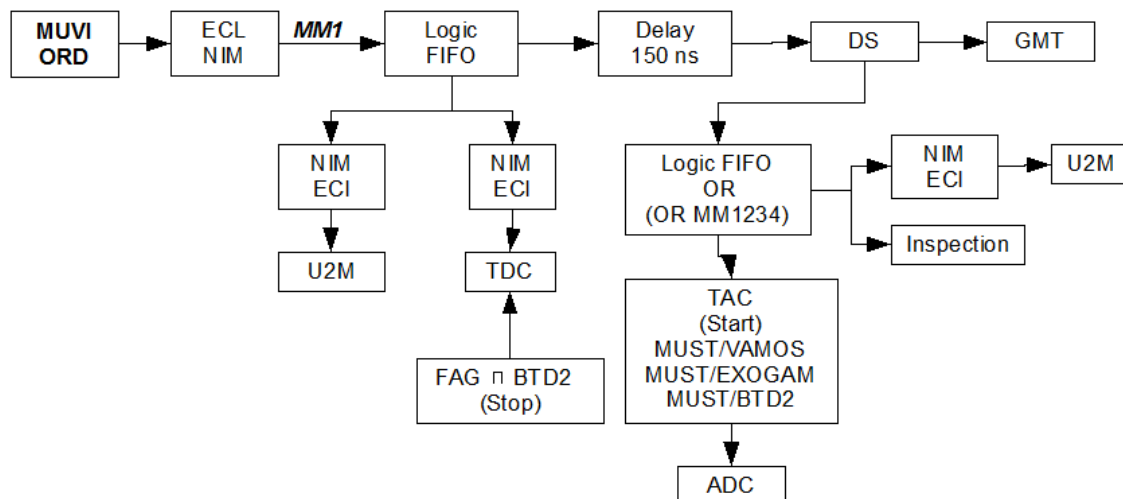 MUVI
ORD
ECL
NIM
MM1
Logic
FIFO
Delay
150 ns
DS
GMT
NIM
ECI
NIM
ECI
Logic FIFO
OR
(OR MM1234)
NIM
ECI
U2M
Inspection
U2M
TDC
TAC
(Start)
MUST/VAMOS
MUST/EXOGAM
MUST/BTD2
FAG ⊓ BTD2
(Stop)
ADC